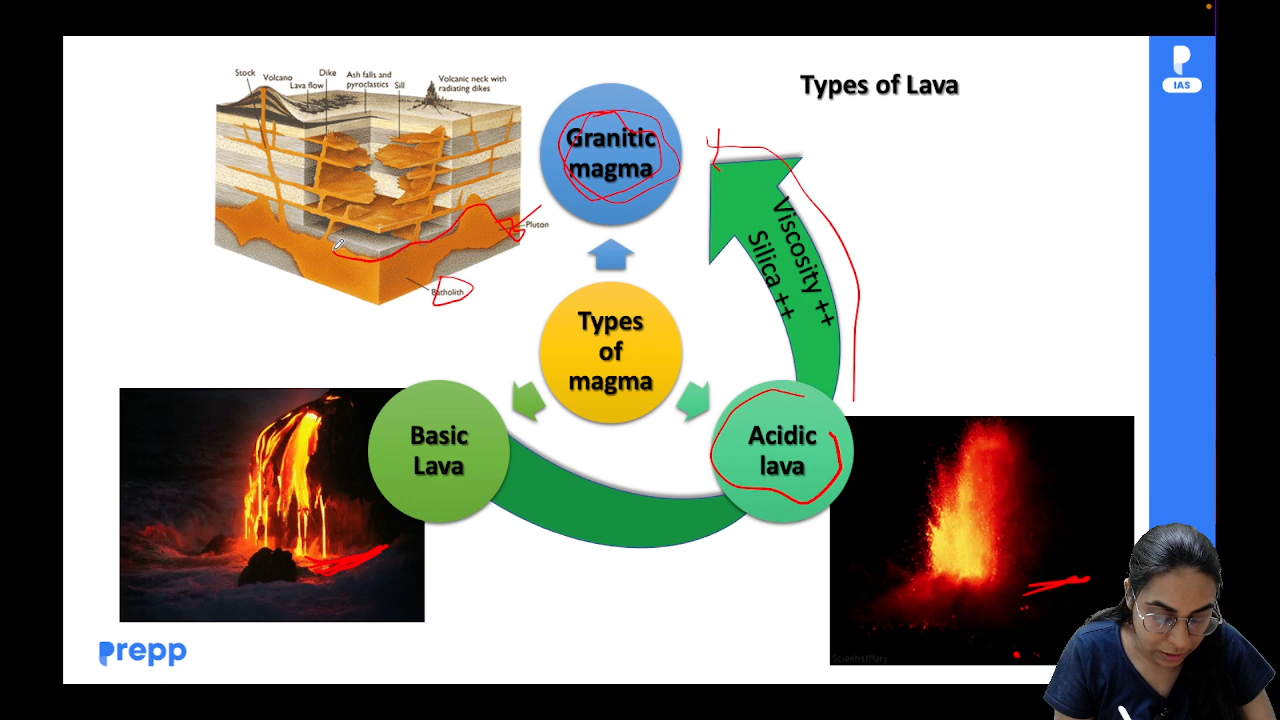 Types of Lava
IAS
Stock
Volcano
Lava flow
Dike
Ash falls and
pyroclastics
Sill
Volcanic neck with
radiating dikes
Pluton
Batholith
Granitic
magma
Viscosity ++
Silica ++
Types
of
magma
Basic
Lava
Acidic
lava
prepp
ScientistMary